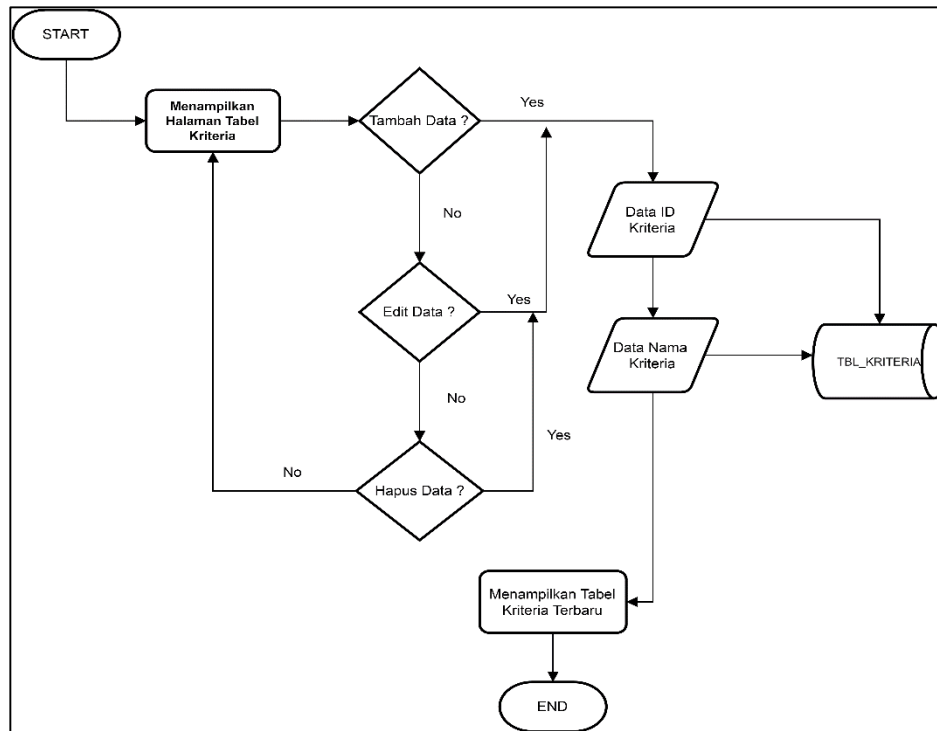 START
Menampilkan
Halaman Tabel
Kriteria
Tambah Data ?
Yes
Data ID
Kriteria
No
Edit Data ?
Yes
Data Nama
Kriteria
TBL_KRITERIA
No
Yes
No
Hapus Data ?
Menampilkan Tabel
Kriteria Terbaru
END